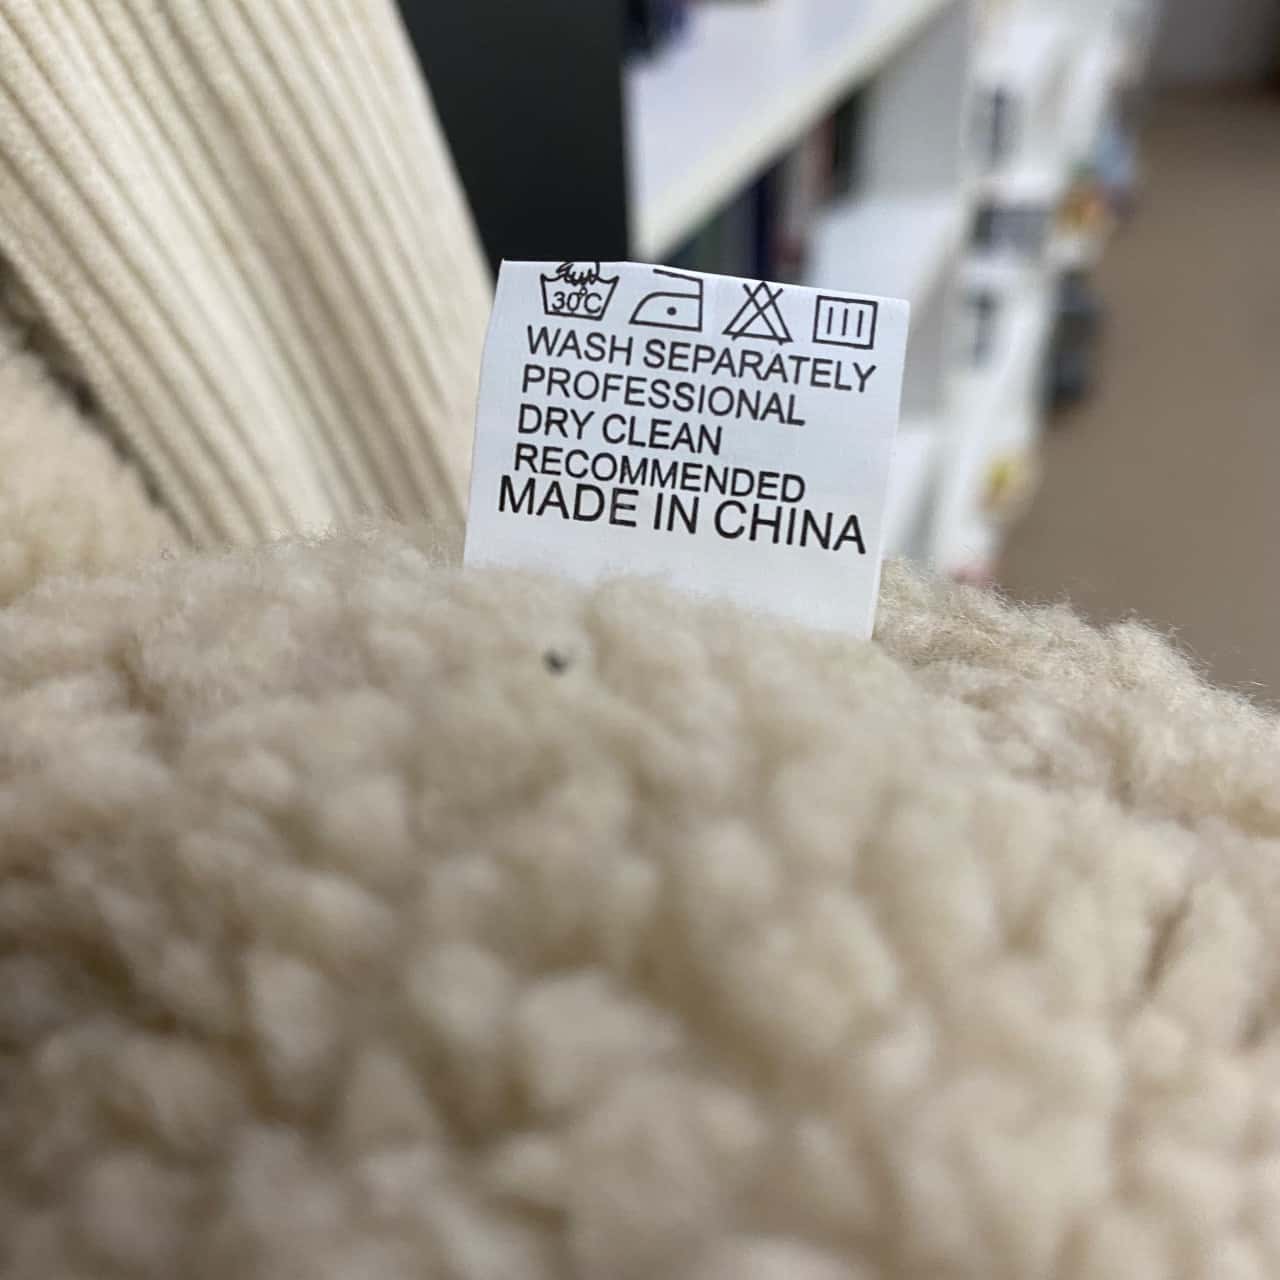 30°C
WASH SEPARATELY
PROFESSIONAL
DRY CLEAN
RECOMMENDED
MADE IN CHINA